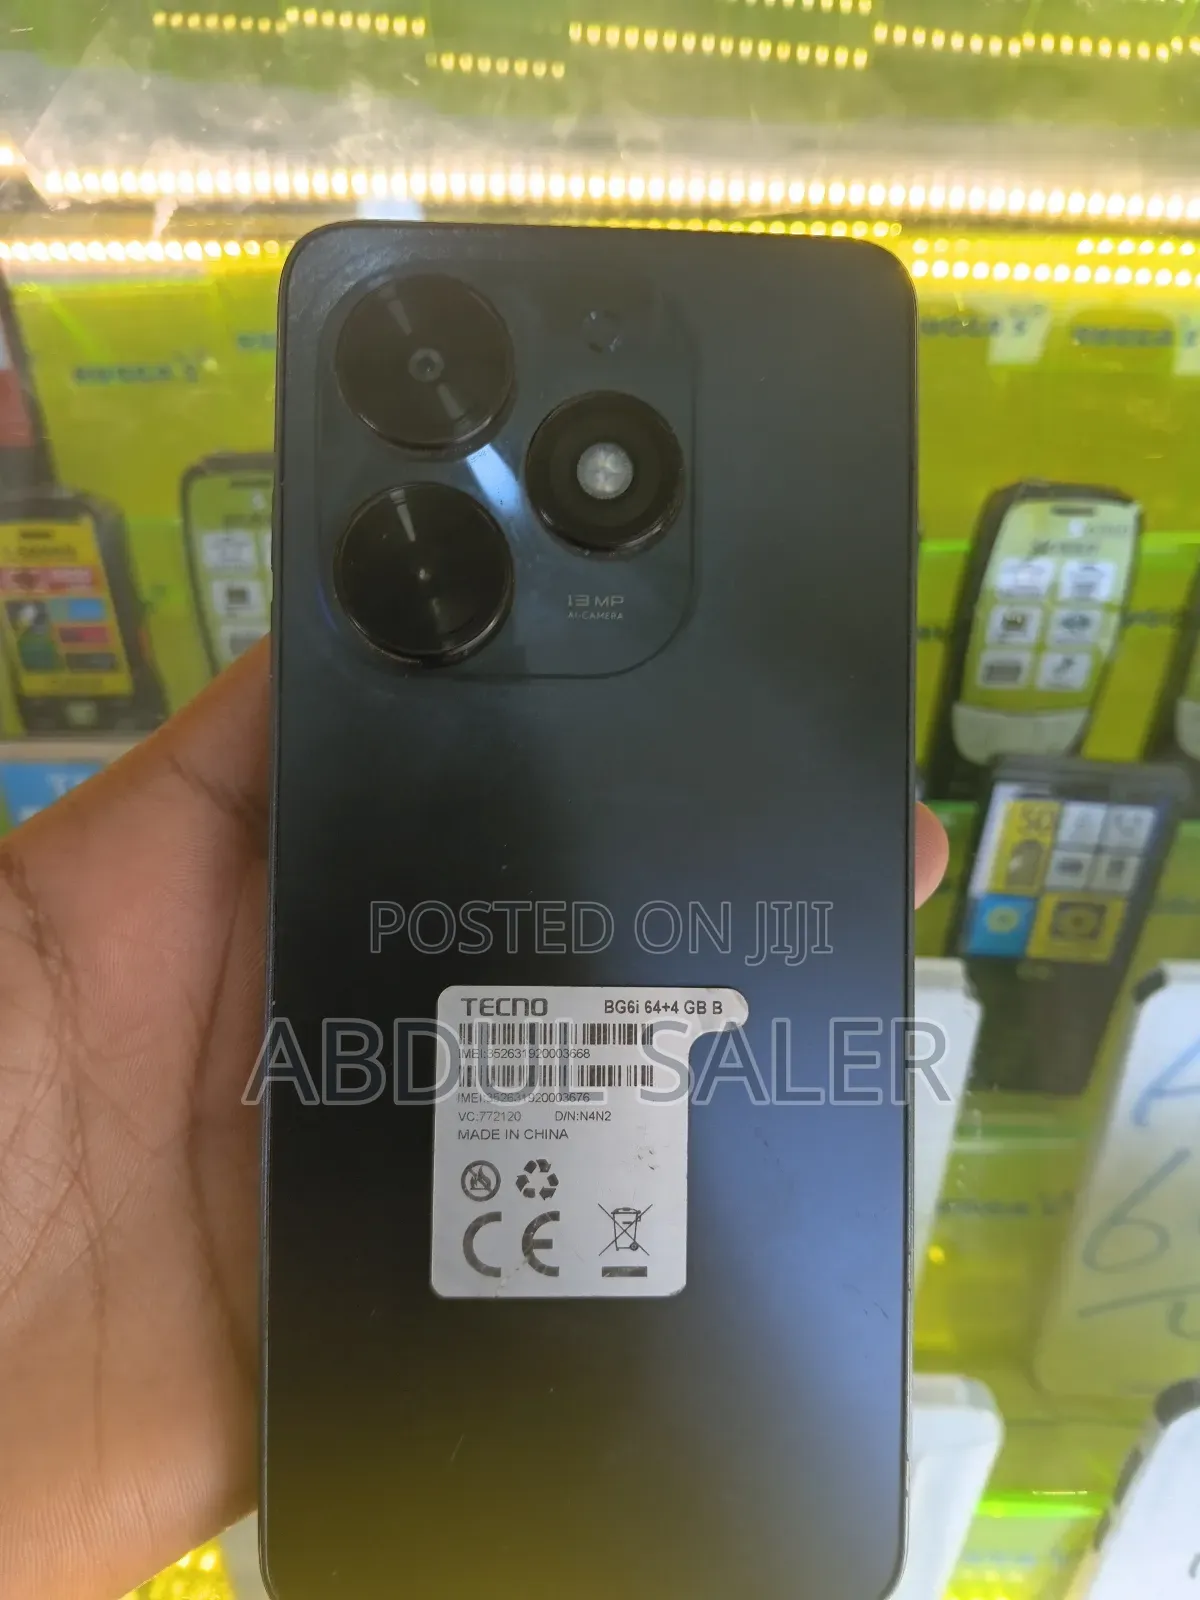 13 MP
AI-CAMERA
POSTED ON JIJI
TECNO BG6i 64+4 GB B
ABDUL SALER
IMEI:352631920003668
IMEI:352631920003676
VC:772120 D/N:N4N2
MADE IN CHINA
CE